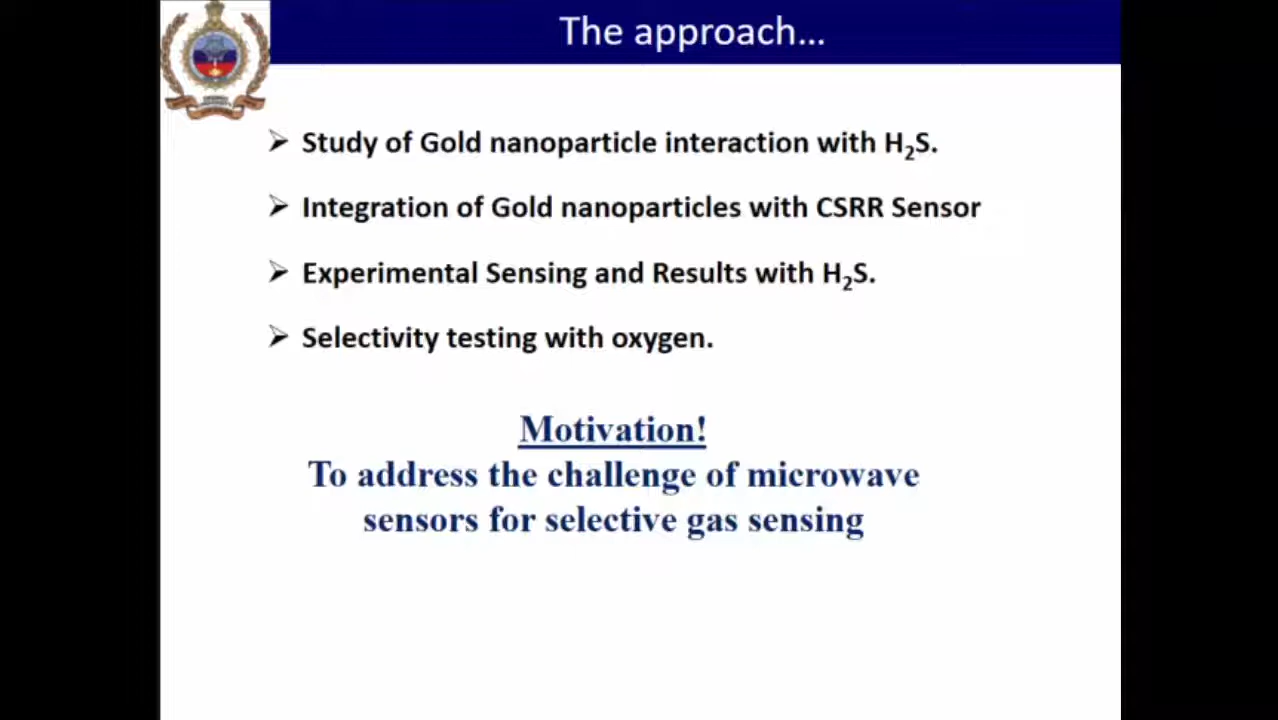 The approach...
➢ Study of Gold nanoparticle interaction with H₂S.
➢ Integration of Gold nanoparticles with CSRR Sensor
➢ Experimental Sensing and Results with H₂S.
➢ Selectivity testing with oxygen.
Motivation!
To address the challenge of microwave
sensors for selective gas sensing